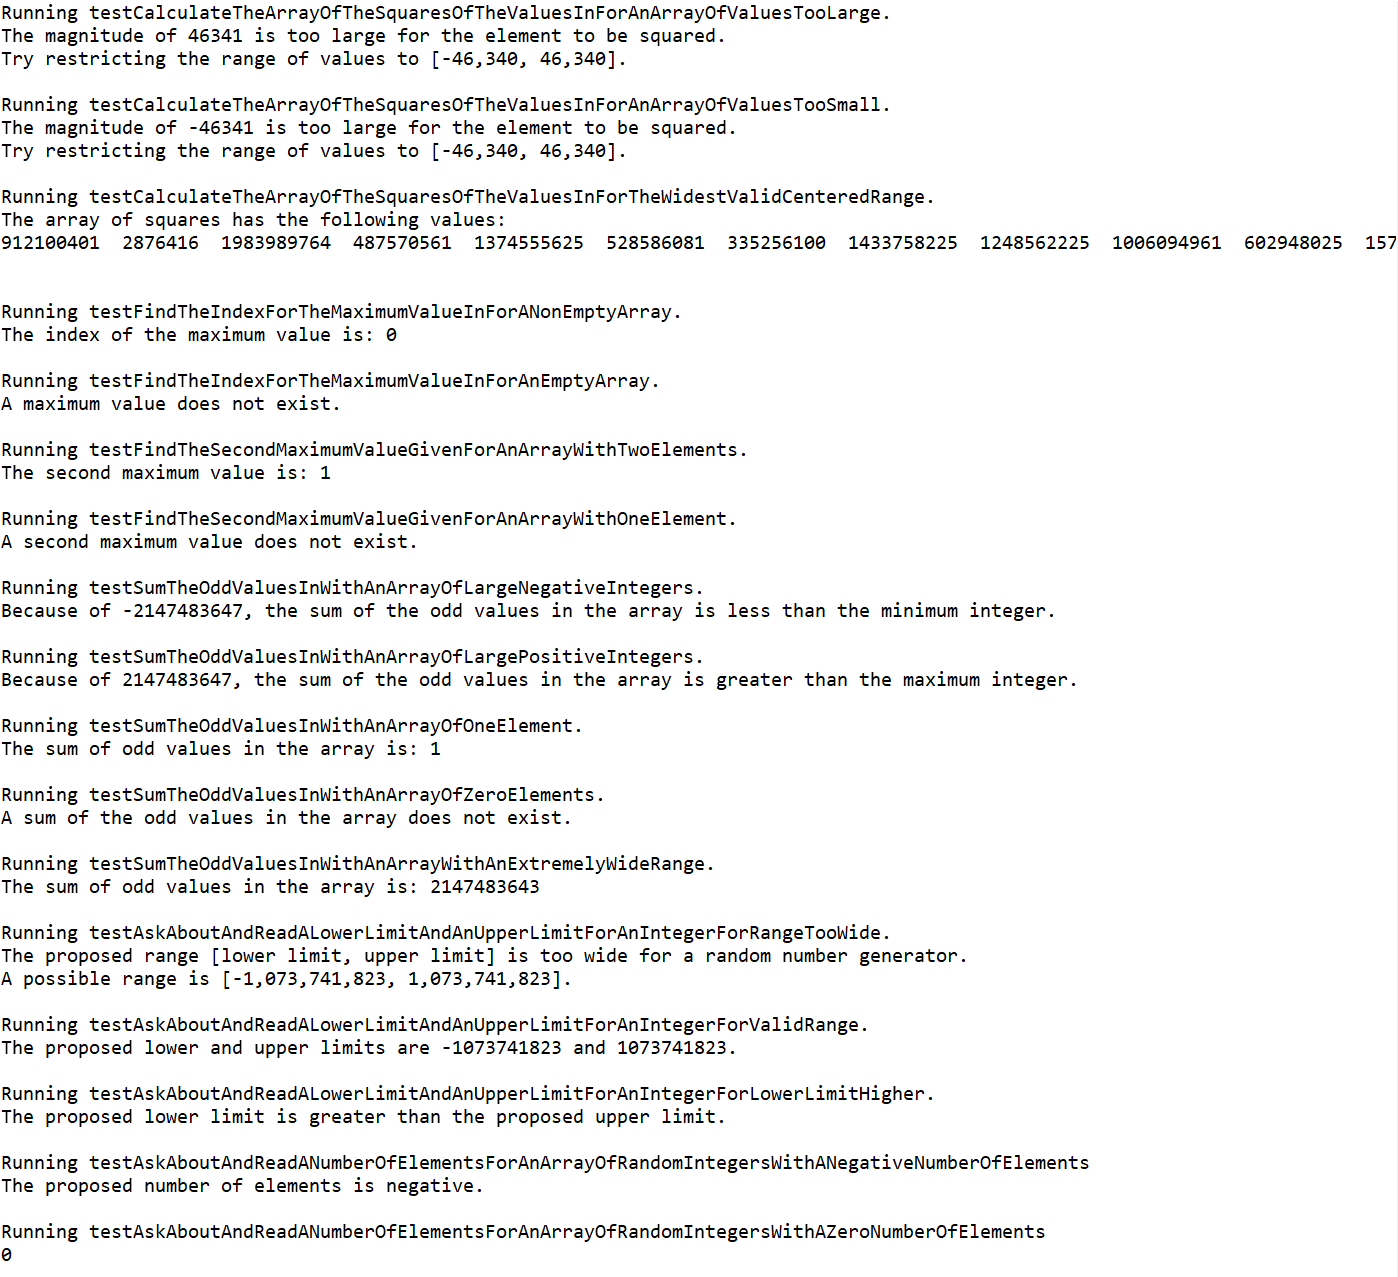 Running testCalculateTheArrayOfTheSquaresOfTheValuesInForAnArrayOfValuesTooLarge.
The magnitude of 46341 is too large for the element to be squared.
Try restricting the range of values to [-46,340, 46,340].
Running testCalculateTheArrayOfTheSquaresOfTheValuesInForAnArrayOfValuesTooSmall.
The magnitude of -46341 is too large for the element to be squared.
Try restricting the range of values to [-46,340, 46,340].
Running testCalculateTheArrayOfTheSquaresOfTheValuesInForTheWidestValidCenteredRange.
The array of squares has the following values:
912100401  2876416  1983989764  487570561  1374555625  528586081  335256100  1433758225  1248562225  1006094961  602948025  157
Running testFindTheIndexForTheMaximumValueInForANonEmptyArray.
The index of the maximum value is: 0
Running testFindTheIndexForTheMaximumValueInForAnEmptyArray.
A maximum value does not exist.
Running testFindTheSecondMaximumValueGivenForAnArrayWithTwoElements.
The second maximum value is: 1
Running testFindTheSecondMaximumValueGivenForAnArrayWithOneElement.
A second maximum value does not exist.
Running testSumTheOddValuesInWithAnArrayOfLargeNegativeIntegers.
Because of -2147483647, the sum of the odd values in the array is less than the minimum integer.
Running testSumTheOddValuesInWithAnArrayOfLargePositiveIntegers.
Because of 2147483647, the sum of the odd values in the array is greater than the maximum integer.
Running testSumTheOddValuesInWithAnArrayOfOneElement.
The sum of odd values in the array is: 1
Running testSumTheOddValuesInWithAnArrayOfZeroElements.
A sum of the odd values in the array does not exist.
Running testSumTheOddValuesInWithAnArrayWithAnExtremelyWideRange.
The sum of odd values in the array is: 2147483643
Running testAskAboutAndReadALowerLimitAndAnUpperLimitForAnIntegerForRangeTooWide.
The proposed range [lower limit, upper limit] is too wide for a random number generator.
A possible range is [-1,073,741,823, 1,073,741,823].
Running testAskAboutAndReadALowerLimitAndAnUpperLimitForAnIntegerForValidRange.
The proposed lower and upper limits are -1073741823 and 1073741823.
Running testAskAboutAndReadALowerLimitAndAnUpperLimitForAnIntegerForLowerLimitHigher.
The proposed lower limit is greater than the proposed upper limit.
Running testAskAboutAndReadANumberOfElementsForAnArrayOfRandomIntegersWithANegativeNumberOfElements
The proposed number of elements is negative.
Running testAskAboutAndReadANumberOfElementsForAnArrayOfRandomIntegersWithAZeroNumberOfElements
0